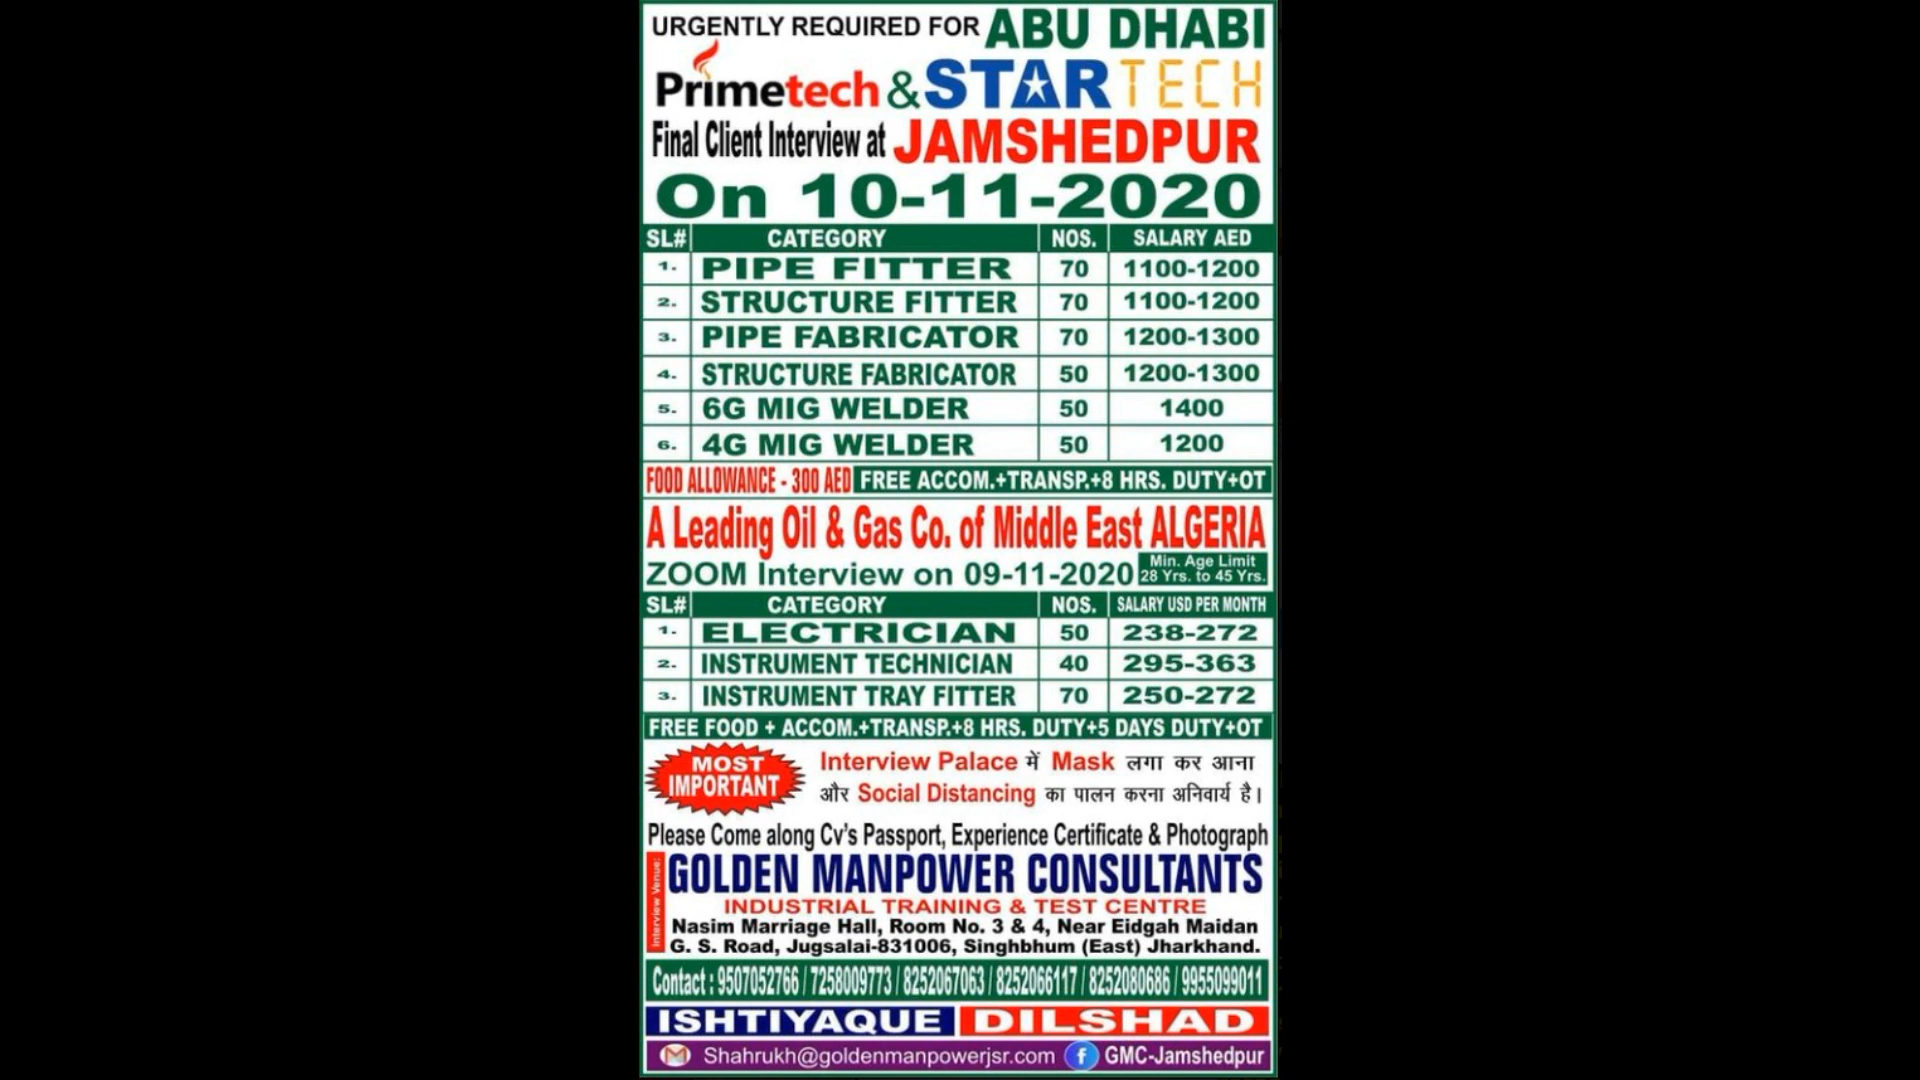 URGENTLY REQUIRED FOR ABU DHABI
Primetech & STAR TECH
Final Client Interview at JAMSHEDPUR
On 10-11-2020
SL# CATEGORY NOS. SALARY AED
1. PIPE FITTER 70 1100-1200
2. STRUCTURE FITTER 70 1100-1200
3. PIPE FABRICATOR 70 1200-1300
4. STRUCTURE FABRICATOR 50 1200-1300
5. 6G MIG WELDER 50 1400
6. 4G MIG WELDER 50 1200
FOOD ALLOWANCE - 300 AED FREE ACCOM.+TRANSP.+8 HRS. DUTY+OT
A Leading Oil & Gas Co. of Middle East ALGERIA
ZOOM Interview on 09-11-2020 Min. Age Limit
28 Yrs. to 45 Yrs.
SL# CATEGORY NOS. SALARY USD PER MONTH
1. ELECTRICIAN 50 238-272
2. INSTRUMENT TECHNICIAN 40 295-363
3. INSTRUMENT TRAY FITTER 70 250-272
FREE FOOD + ACCOM.+TRANSP.+8 HRS. DUTY+5 DAYS DUTY+OT
MOST
IMPORTANT
Interview Palace में Mask लगा कर आना
और Social Distancing का पालन करना अनिवार्य है।
Please Come along Cv's Passport, Experience Certificate & Photograph
Interview Venue:
GOLDEN MANPOWER CONSULTANTS
INDUSTRIAL TRAINING & TEST CENTRE
Nasim Marriage Hall, Room No. 3 & 4, Near Eidgah Maidan
G. S. Road, Jugsalai-831006, Singhbhum (East) Jharkhand.
Contact : 9507052766 / 7258009773 / 8252067063 / 8252066117 / 8252080686 / 9955099011
ISHTIYAQUE DILSHAD
Shahrukh@goldenmanpowerjsr.com f GMC-Jamshedpur